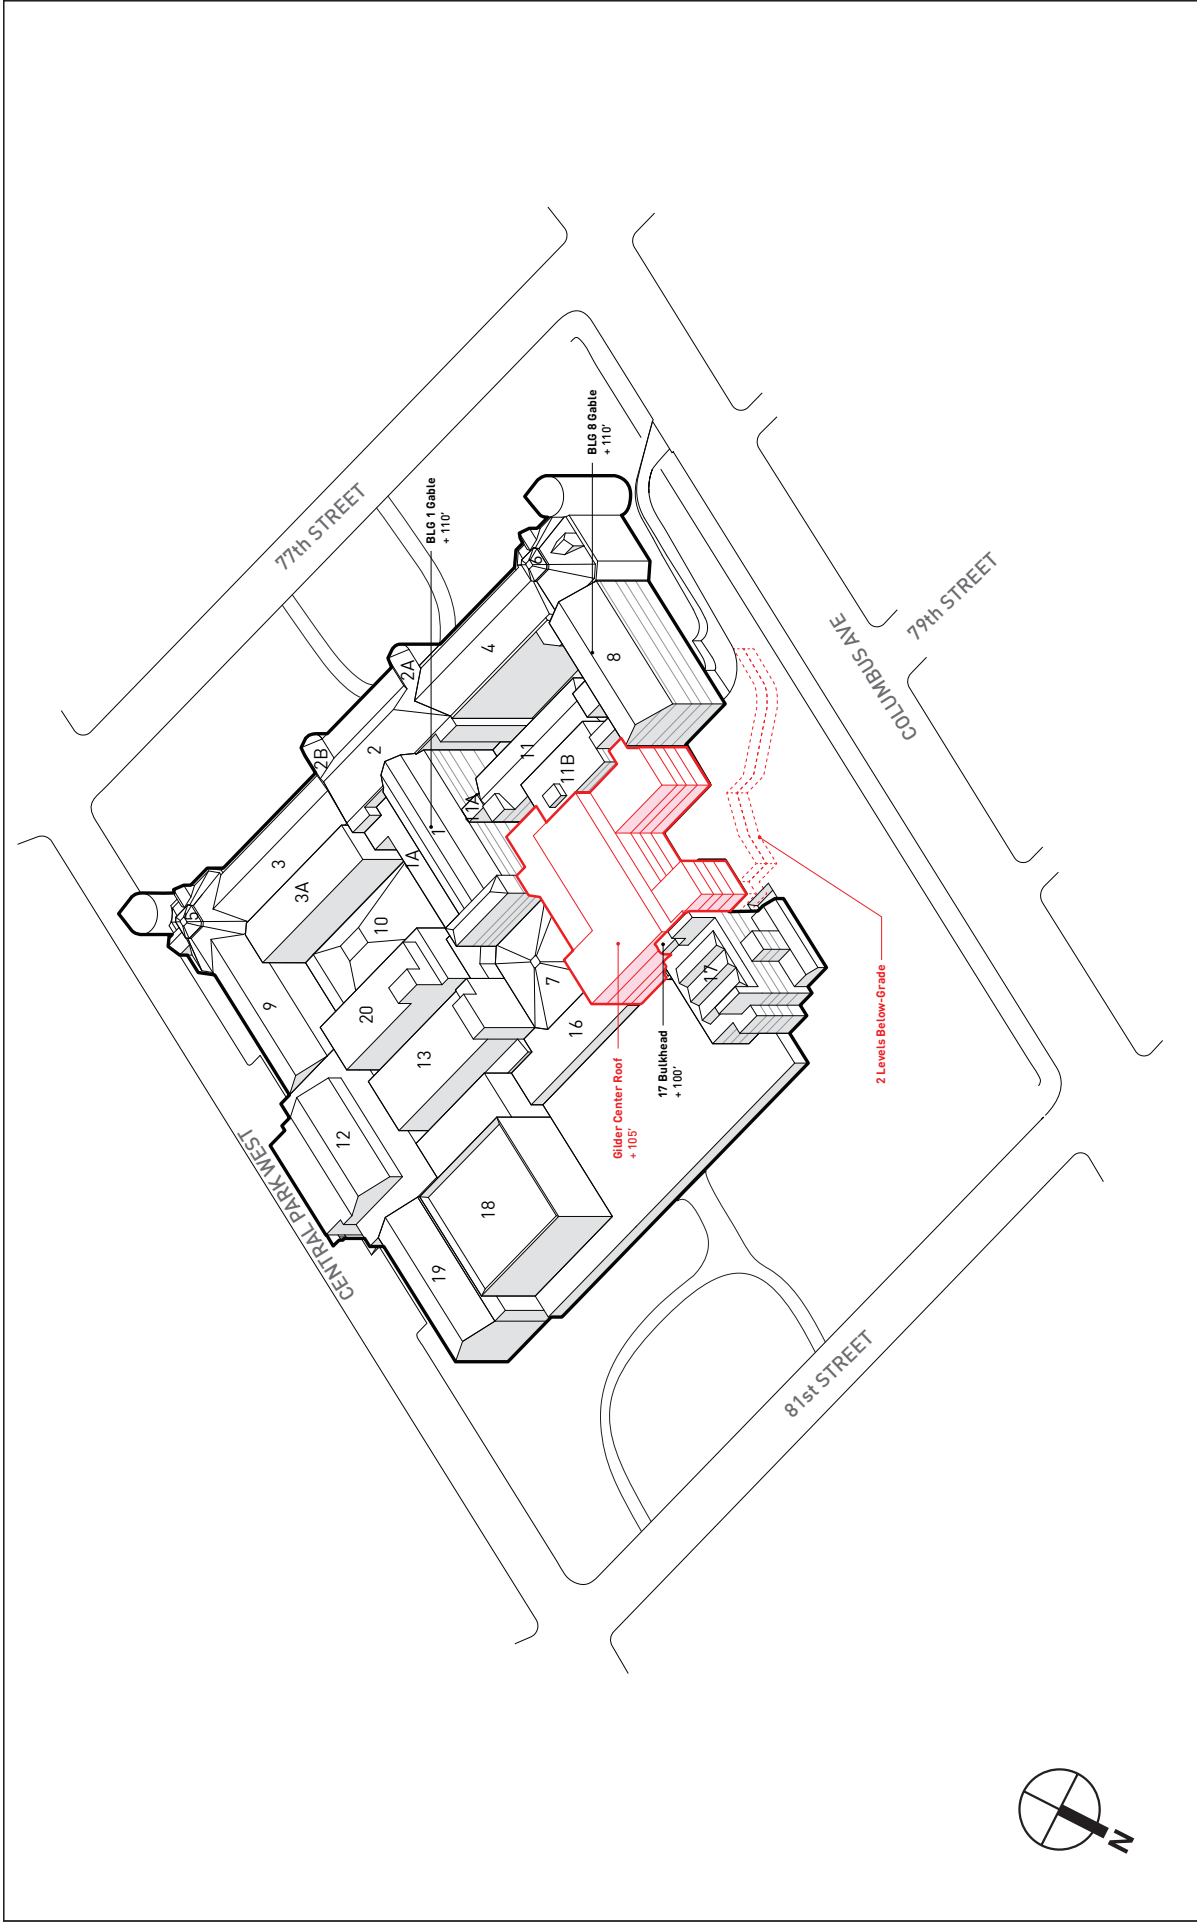 77th STREET
CENTRAL PARK WEST
79th STREET
COLUMBUS AVE
81st STREET
BLG 8 Gable
+ 110'
BLG 1 Gable
+ 110'
Gilder Center Roof
+ 105'
17 Bulkhead
+ 100'
2 Levels Below-Grade
19
18
12
13
20
9
10
3A
3
5
16
7
1A
1
2B
2
2A
11A
11
11B
4
6
8
17
N